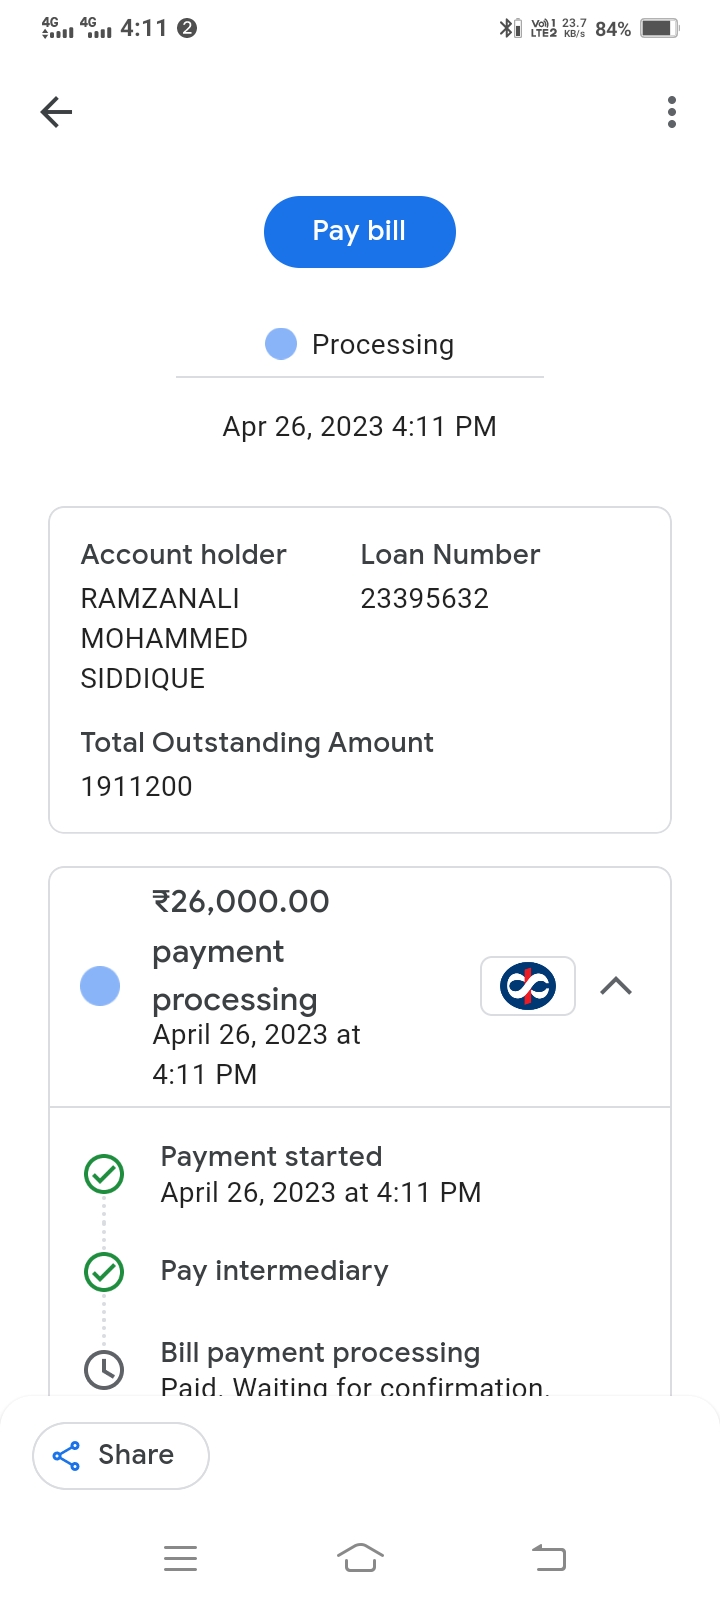 4G 4G 4:11 2 Vo) 1 LTE2 23.7 KB/s 84%
Pay bill
Processing
Apr 26, 2023 4:11 PM
Account holder Loan Number
RAMZANALI 23395632
MOHAMMED
SIDDIQUE
Total Outstanding Amount
1911200
₹26,000.00
payment
processing
April 26, 2023 at
4:11 PM
Payment started
April 26, 2023 at 4:11 PM
Pay intermediary
Bill payment processing
Paid. Waiting for confirmation.
Share